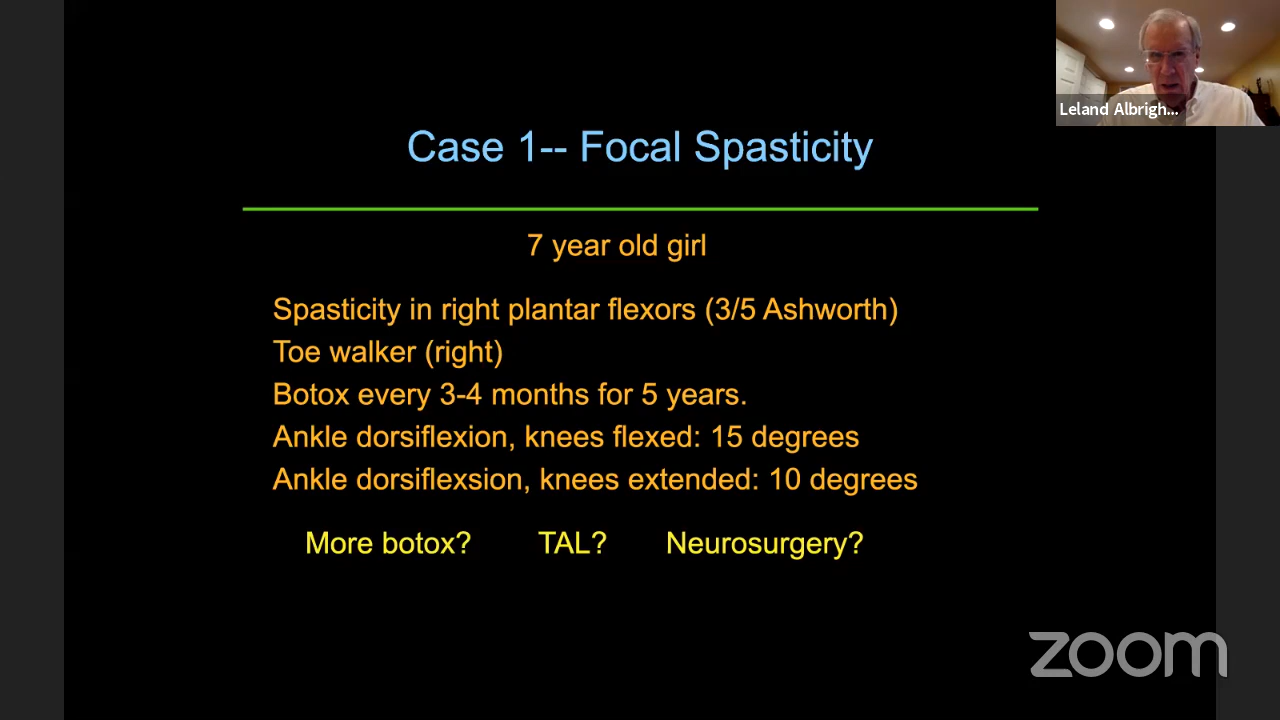 Leland Albrigh...
Case 1-- Focal Spasticity
7 year old girl
Spasticity in right plantar flexors (3/5 Ashworth)
Toe walker (right)
Botox every 3-4 months for 5 years.
Ankle dorsiflexion, knees flexed: 15 degrees
Ankle dorsiflexsion, knees extended: 10 degrees
More botox? TAL? Neurosurgery?
zoom